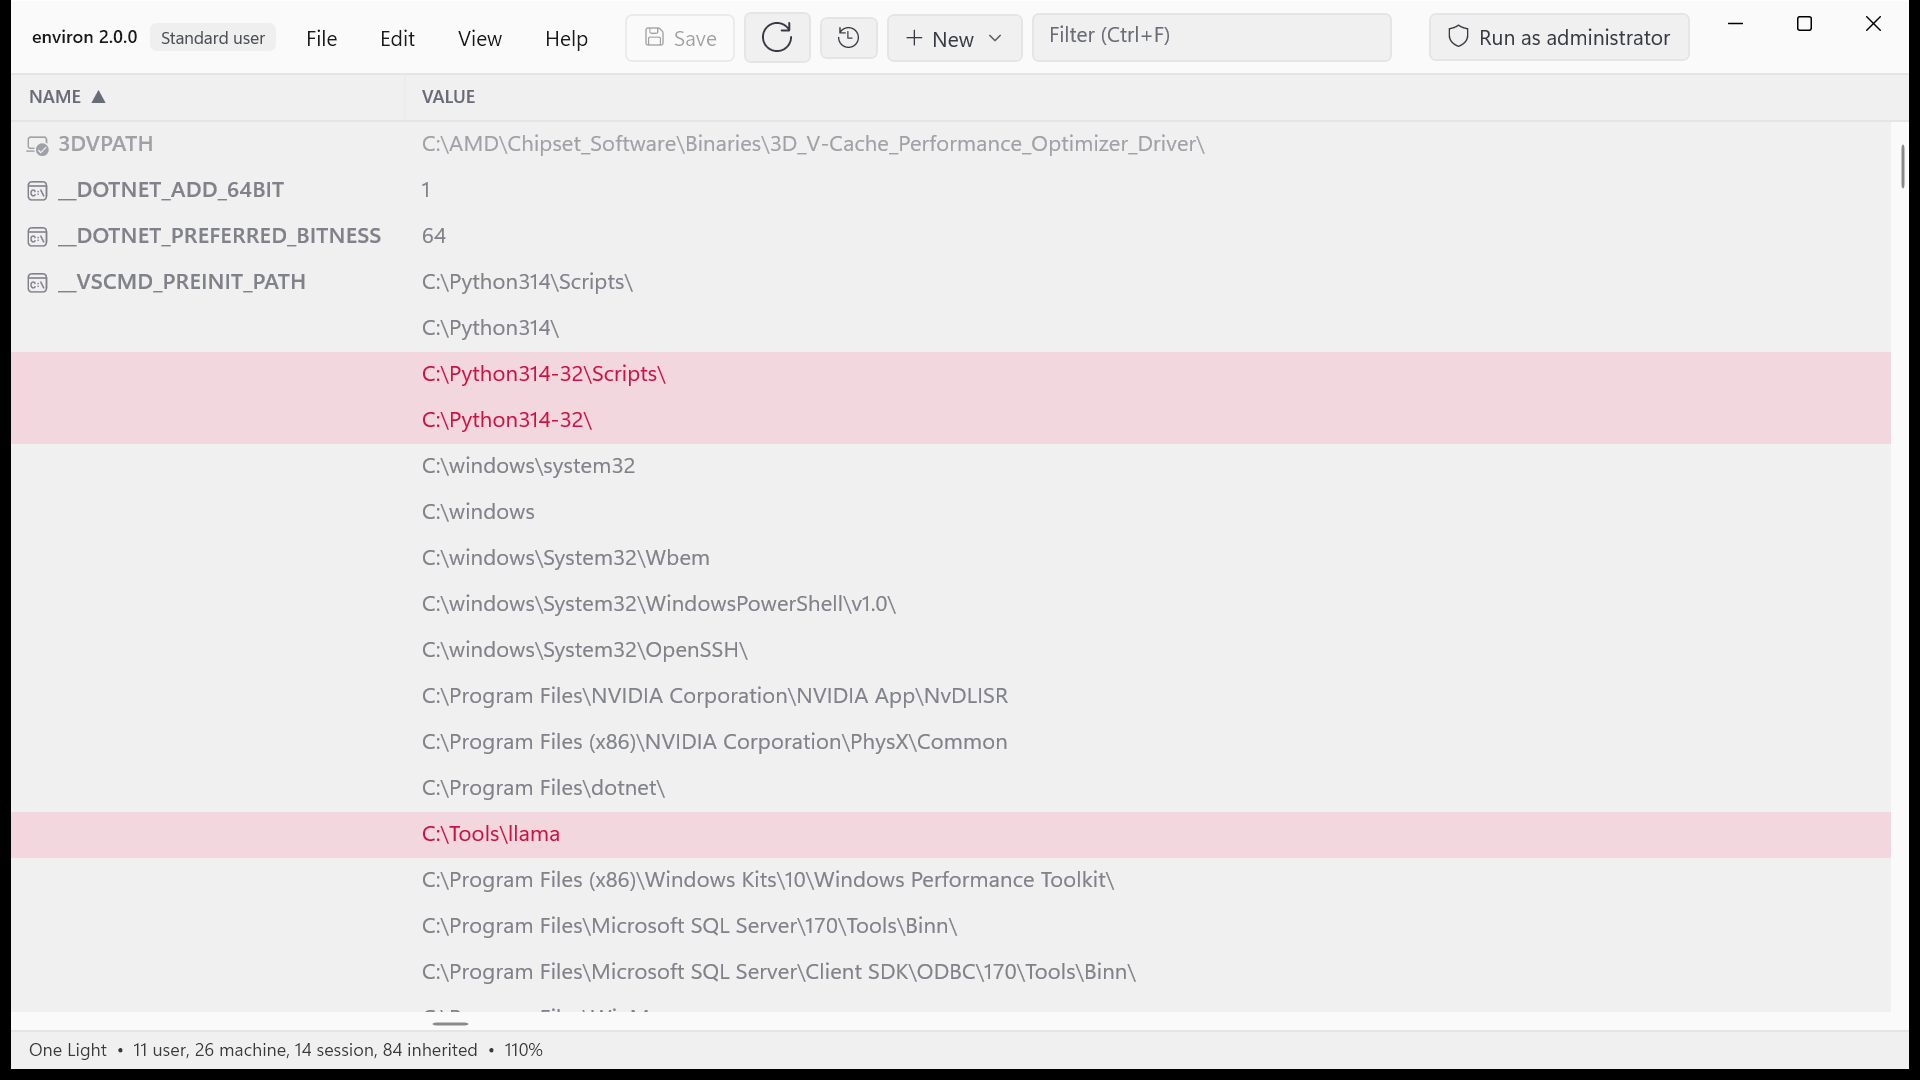 environ 2.0.0 Standard user File Edit View Help Save New Filter (Ctrl+F) Run as administrator
NAME ▲ VALUE
3DVPATH C:\AMD\Chipset_Software\Binaries\3D_V-Cache_Performance_Optimizer_Driver\
__DOTNET_ADD_64BIT 1
__DOTNET_PREFERRED_BITNESS 64
__VSCMD_PREINIT_PATH C:\Python314\Scripts\
C:\Python314\
C:\Python314-32\Scripts\
C:\Python314-32\
C:\windows\system32
C:\windows
C:\windows\System32\Wbem
C:\windows\System32\WindowsPowerShell\v1.0\
C:\windows\System32\OpenSSH\
C:\Program Files\NVIDIA Corporation\NVIDIA App\NvDLISR
C:\Program Files (x86)\NVIDIA Corporation\PhysX\Common
C:\Program Files\dotnet\
C:\Tools\llama
C:\Program Files (x86)\Windows Kits\10\Windows Performance Toolkit\
C:\Program Files\Microsoft SQL Server\170\Tools\Binn\
C:\Program Files\Microsoft SQL Server\Client SDK\ODBC\170\Tools\Binn\
One Light • 11 user, 26 machine, 14 session, 84 inherited • 110%